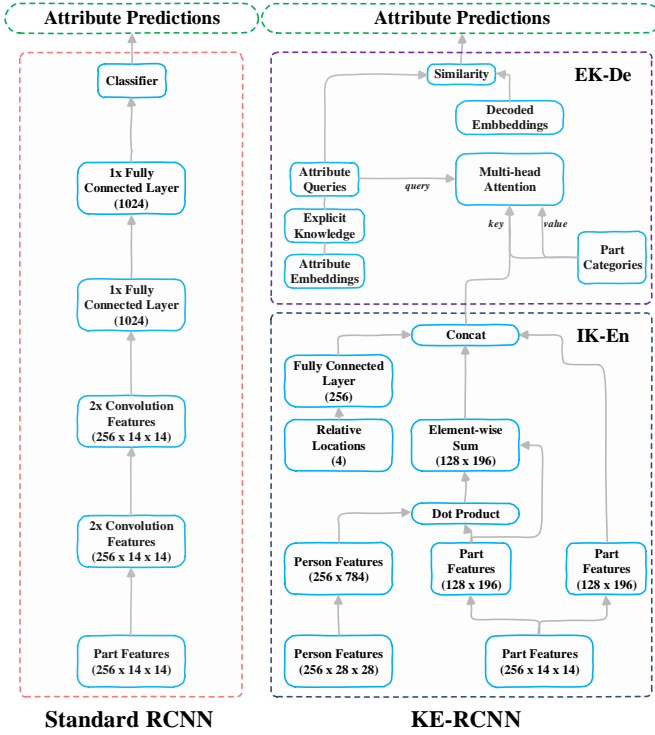 Attribute Predictions
Classifier
1x Fully
Connected Layer
(1024)
1x Fully
Connected Layer
(1024)
2x Convolution
Features
(256 x 14 x 14)
2x Convolution
Features
(256 x 14 x 14)
Part Features
(256 x 14 x 14)
Standard RCNN
Attribute Predictions
EK-De
Similarity
Decoded
Embbeddings
Attribute
Queries
query
Multi-head
Attention
Explicit
Knowledge
Attribute
Embeddings
key
value
Part
Categories
IK-En
Concat
Fully Connected
Layer
(256)
Relative
Locations
(4)
Element-wise
Sum
(128 x 196)
Dot Product
Person Features
(256 x 784)
Part
Features
(128 x 196)
Part
Features
(128 x 196)
Person Features
(256 x 28 x 28)
Part Features
(256 x 14 x 14)
KE-RCNN